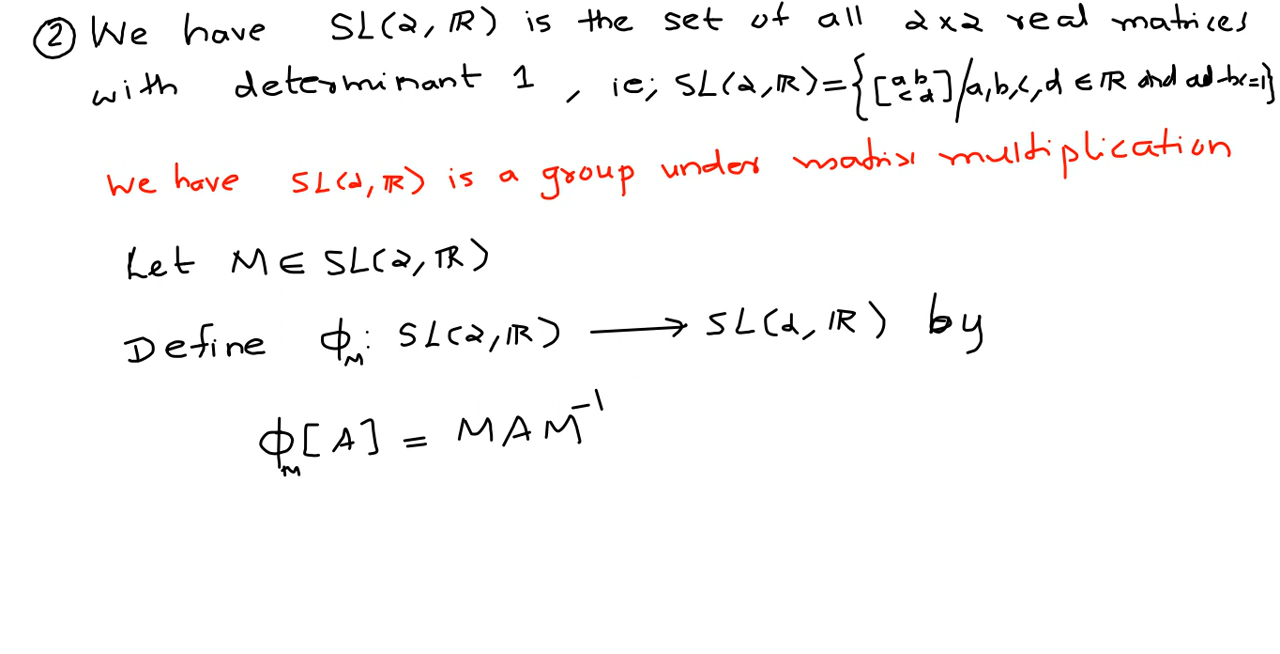 ② We have SL(2, ℝ) is the set of all 2x2 real matrices
with determinant 1 , ie; SL(2,ℝ)={[a b c d]/a,b,c,d ∈ ℝ and ad-bc=1}
we have SL(2,ℝ) is a group under matrix multiplication
Let M ∈ SL(2,ℝ)
Define ϕ_M: SL(2,ℝ) ⟶ SL(2,ℝ) by
ϕ_M[A] = MAM⁻¹